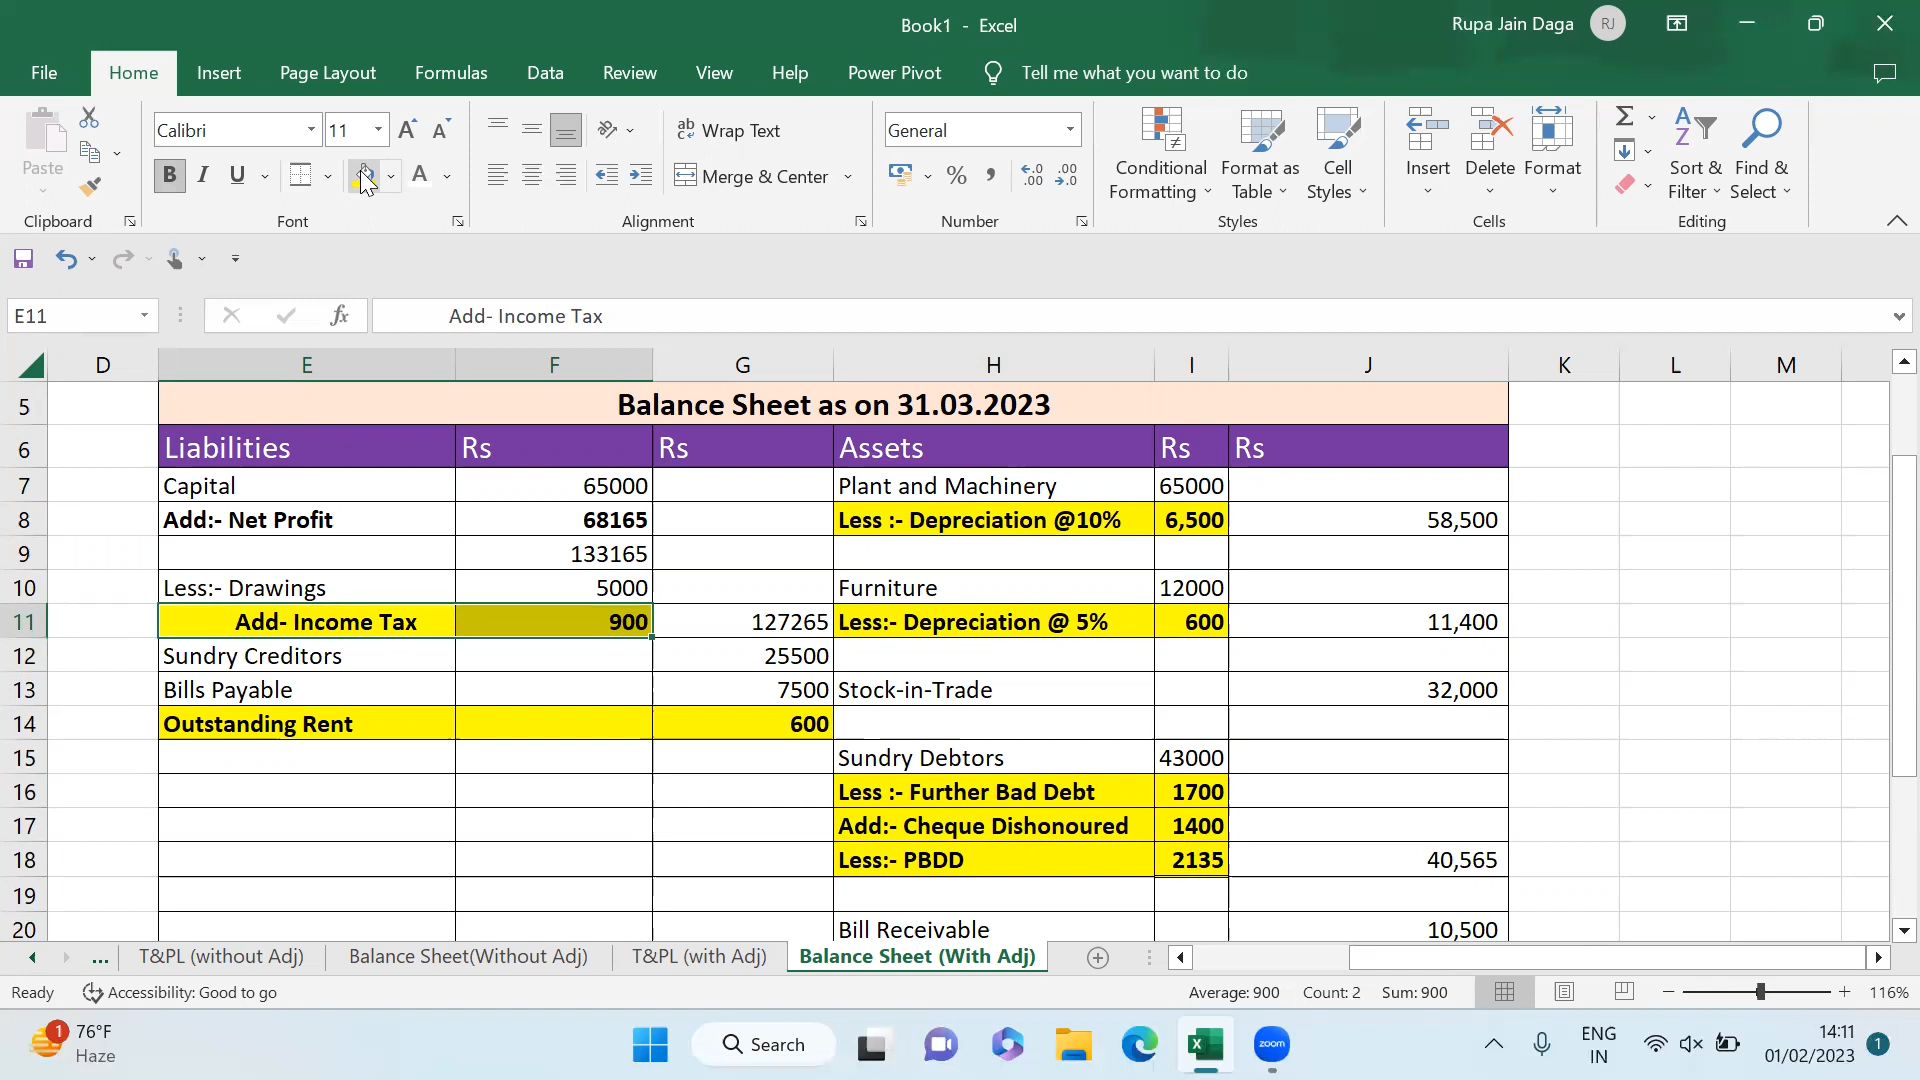 Book1 - Excel
Rupa Jain Daga RJ
File Home Insert Page Layout Formulas Data Review View Help Power Pivot Tell me what you want to do
Paste
Calibri 11
B I U A
ab Wrap Text
Merge & Center
General
% , .00 .00
Conditional Formatting
Format as Table
Cell Styles
Insert Delete Format
Sort & Filter
Find & Select
Clipboard Font Alignment Number Styles Cells Editing
E11 fx Add- Income Tax
D E F G H I J K L M
5 Balance Sheet as on 31.03.2023
6 Liabilities Rs Rs Assets Rs Rs
7 Capital 65000 Plant and Machinery 65000
8 Add:- Net Profit 68165 Less :- Depreciation @10% 6,500 58,500
9 133165
10 Less:- Drawings 5000 Furniture 12000
11 Add- Income Tax 900 127265 Less:- Depreciation @ 5% 600 11,400
12 Sundry Creditors 25500
13 Bills Payable 7500 Stock-in-Trade 32,000
14 Outstanding Rent 600
15 Sundry Debtors 43000
16 Less :- Further Bad Debt 1700
17 Add:- Cheque Dishonoured 1400
18 Less:- PBDD 2135 40,565
19
20 Bill Receivable 10,500
... T&PL (without Adj) Balance Sheet(Without Adj) T&PL (with Adj) Balance Sheet (With Adj)
Ready Accessibility: Good to go Average: 900 Count: 2 Sum: 900 116%
1 76°F
Haze
Search
zoom
ENG
IN
14:11
01/02/2023
1